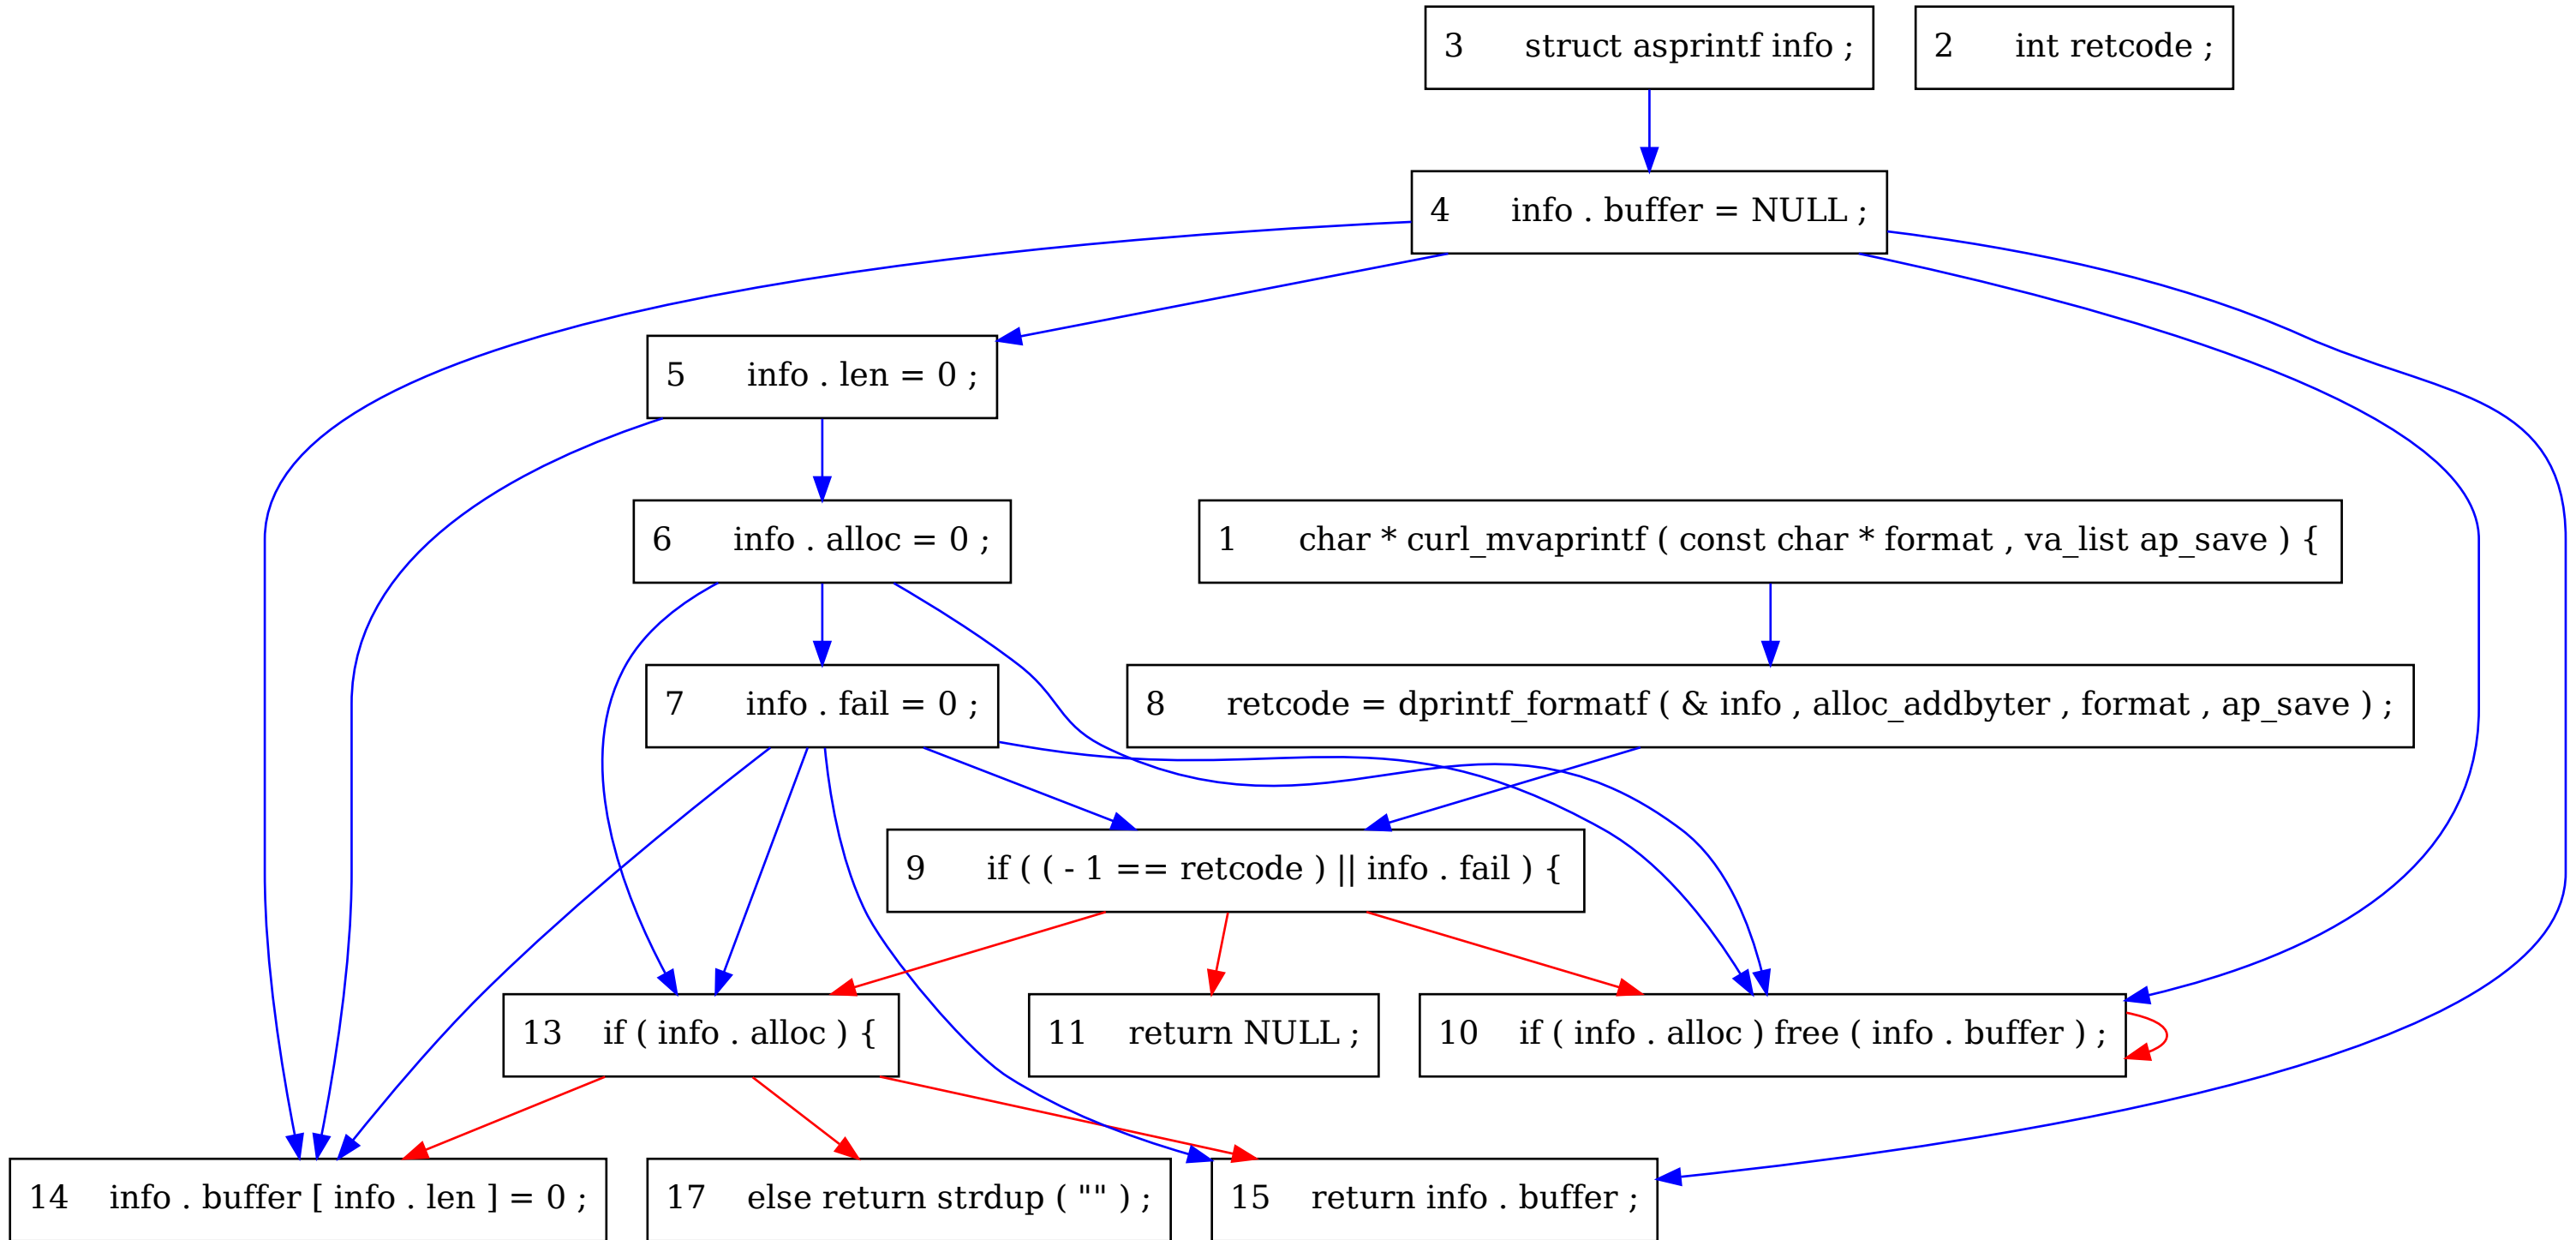 3 struct asprintf info ;
2 int retcode ;
4 info . buffer = NULL ;
5 info . len = 0 ;
6 info . alloc = 0 ;
1 char * curl_mvaprintf ( const char * format , va_list ap_save ) {
7 info . fail = 0 ;
8 retcode = dprintf_formatf ( & info , alloc_addbyter , format , ap_save ) ;
9 if ( ( - 1 == retcode ) || info . fail ) {
13 if ( info . alloc ) {
11 return NULL ;
10 if ( info . alloc ) free ( info . buffer ) ;
14 info . buffer [ info . len ] = 0 ;
17 else return strdup ( "" ) ;
15 return info . buffer ;